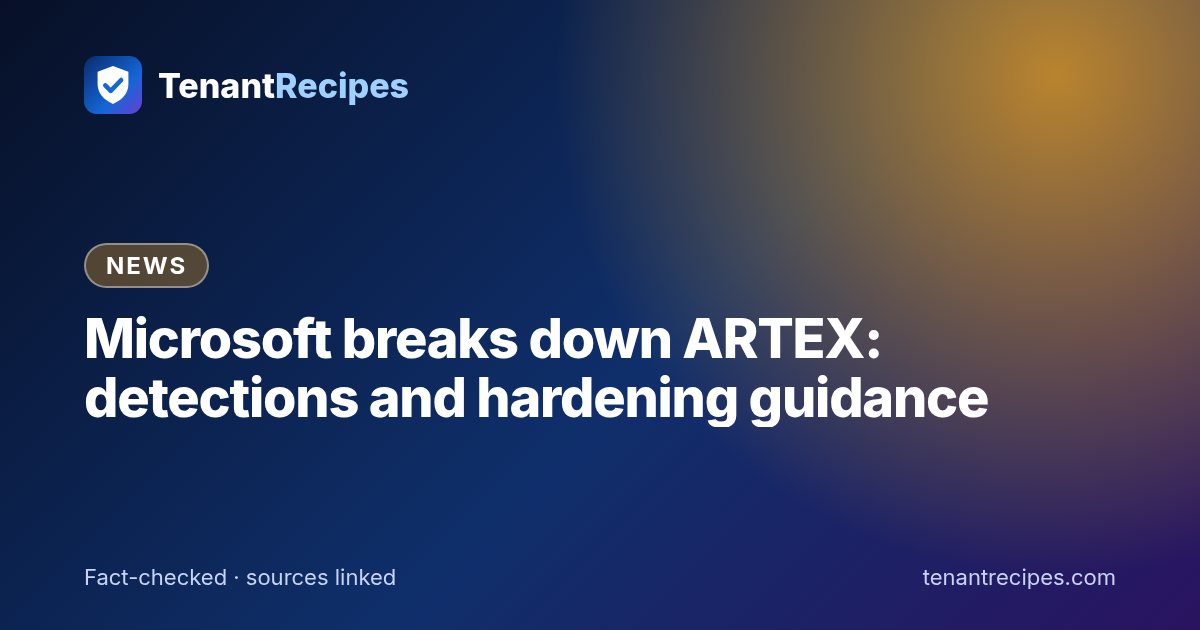 TenantRecipes
NEWS
Microsoft breaks down ARTEX:
detections and hardening guidance
Fact-checked · sources linked
tenantrecipes.com